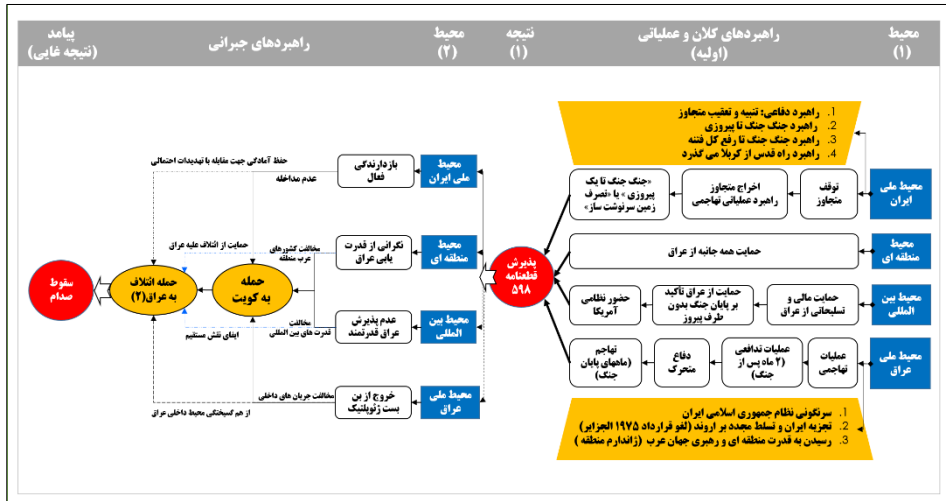 محیط
(۱)
راهبردهای کلان و عملیاتی
(اولیه)
نتیجه
(۱)
محیط
(۲)
راهبردهای جبرانی
پیامد
(نتیجه غایی)
1. راهبرد دفاعی: تنبیه و تعقیب متجاوز
2. راهبرد جنگ جنگ تا پیروزی
3. راهبرد جنگ جنگ تا رفع کل فتنه
4. راهبرد راه قدس از کربلا می گذرد
محیط ملی
ایران
توقف
متجاوز
اخراج متجاوز
راهبرد عملیاتی تهاجمی
«جنگ جنگ تا یک
پیروزی» یا «تصرف
زمین سرنوشت ساز»
محیط
منطقه ای
حمایت همه جانبه از عراق
محیط بین
المللی
حمایت مالی و
تسلیحاتی از عراق
حمایت از عراق تأکید
بر پایان جنگ بدون
طرف پیروز
حضور نظامی
آمریکا
محیط ملی
عراق
عملیات
تهاجمی
عملیات تدافعی
(۲ ماه پس از
جنگ)
دفاع
متحرک
تهاجم
(ماههای پایان
جنگ)
1. سرنگونی نظام جمهوری اسلامی ایران
2. تجزیه ایران و تسلط مجدد بر اروند (لغو قرارداد ۱۹۷۵ الجزایر)
3. رسیدن به قدرت منطقه ای و رهبری جهان عرب (ژاندارم منطقه)
پذیرش
قطعنامه
۵۹۸
محیط
ملی ایران
بازدارندگی
فعال
حفظ آمادگی جهت مقابله با تهدیدات احتمالی
عدم مداخله
محیط
منطقه ای
نگرانی از قدرت
یابی عراق
مخالفت کشورهای
عرب منطقه
حمایت از ائتلاف علیه عراق
محیط بین
المللی
عدم پذیرش
عراق قدرتمند
مخالفت
قدرت های بین المللی
ایفای نقش مستقیم
محیط ملی
عراق
خروج از بن
بست ژئوپلتیک
مخالفت جریان های داخلی
از هم گسیختگی محیط داخلی عراق
حمله
به کویت
حمله ائتلاف
به عراق(۲)
سقوط
صدام